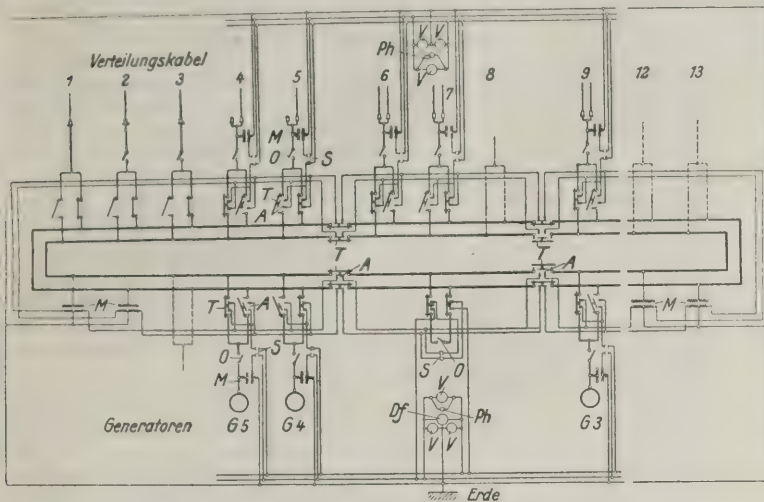 V V
Ph
V
Verteilungskabel
1 2 3 4 5 6 7 8 9 12 13
M
O S
T
A
T T
A A
M T A M
O S
S O
M
V
Generatoren G5 G4 Df Ph G3
V V
Erde